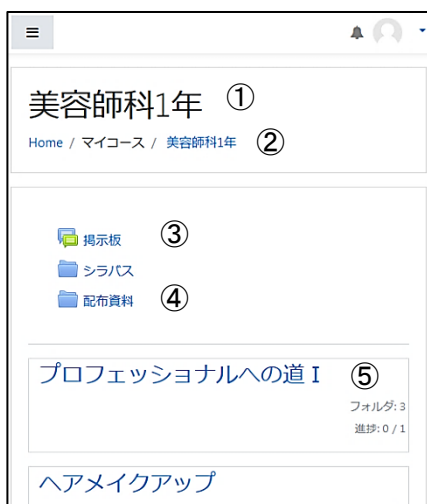 美容師科1年 ①
Home / マイコース / 美容師科1年 ②
掲示板 ③
シラバス
配布資料 ④
プロフェッショナルへの道 I ⑤
フォルダ: 3
進捗: 0 / 1
ヘアメイクアップ